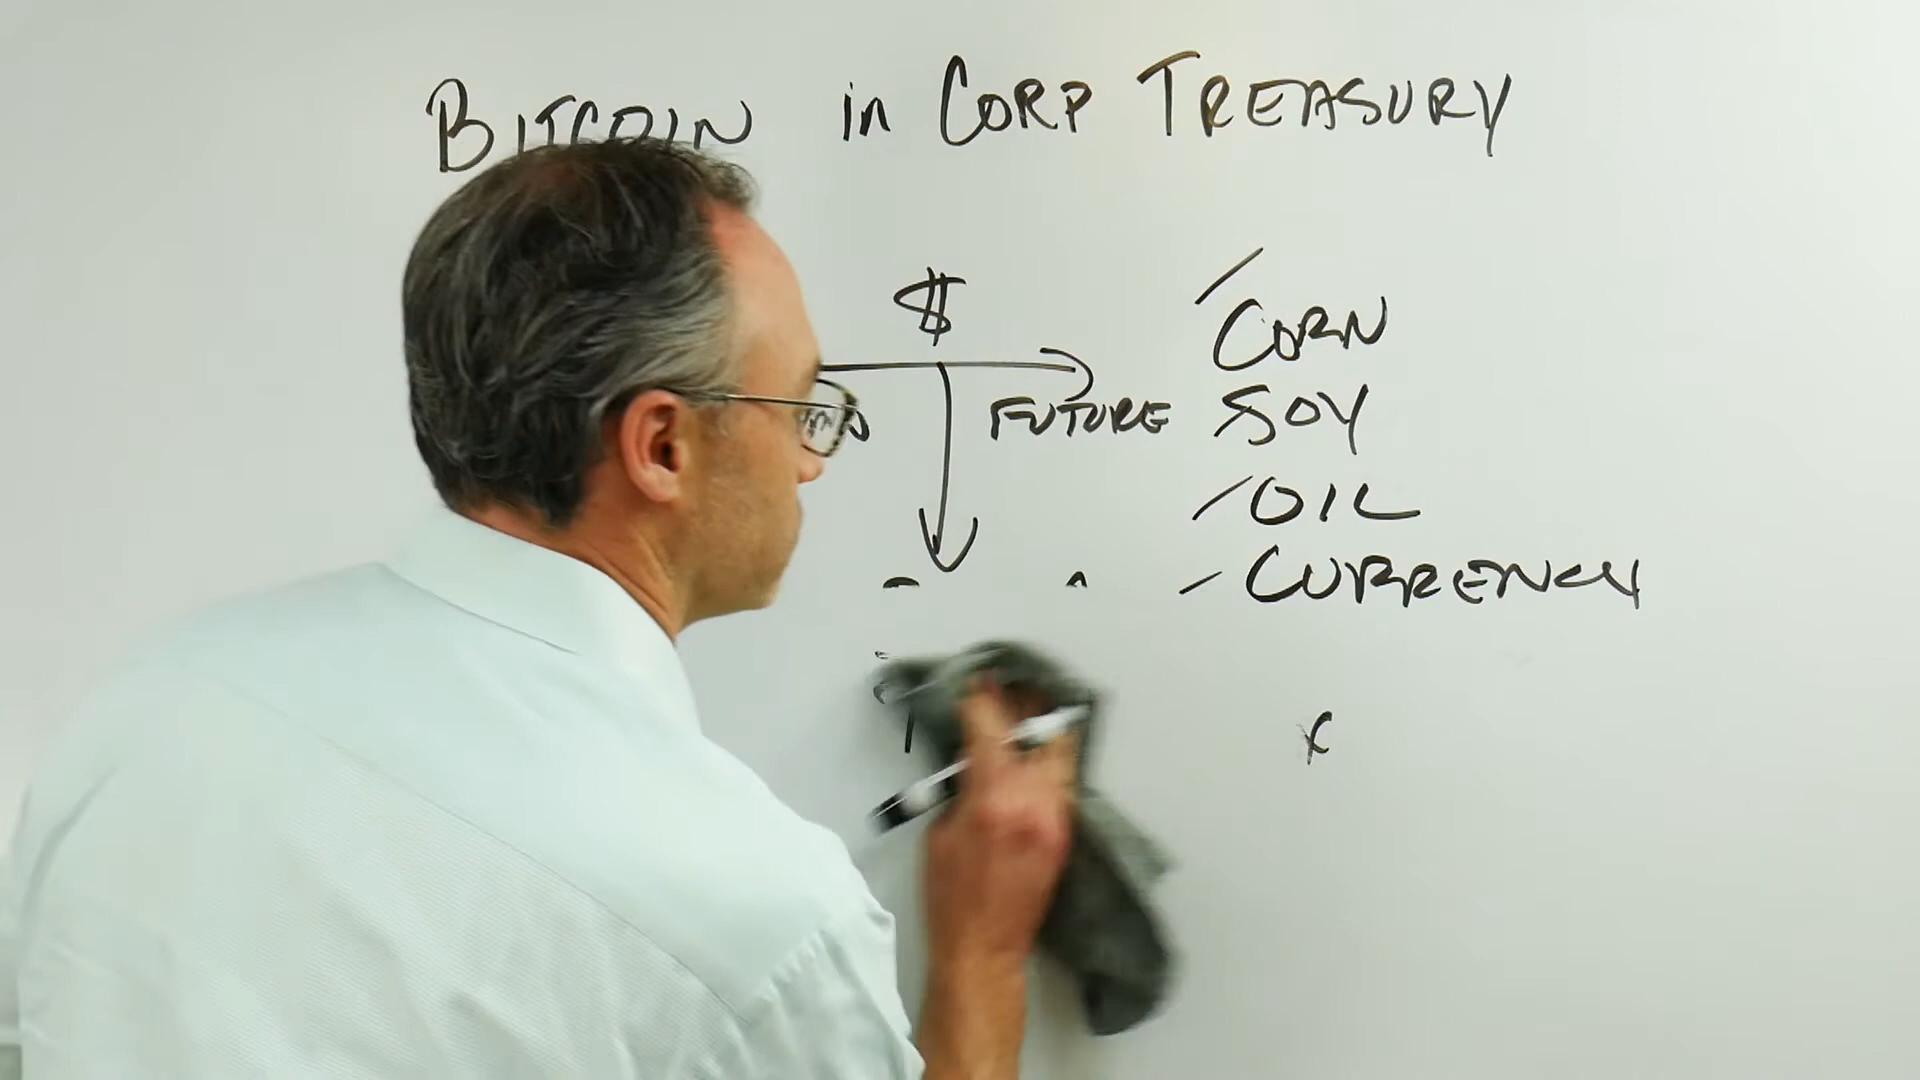 BITCOIN in CORP TREASURY
$
FUTURE
CORN
SOY
OIL
CURRENCY
x